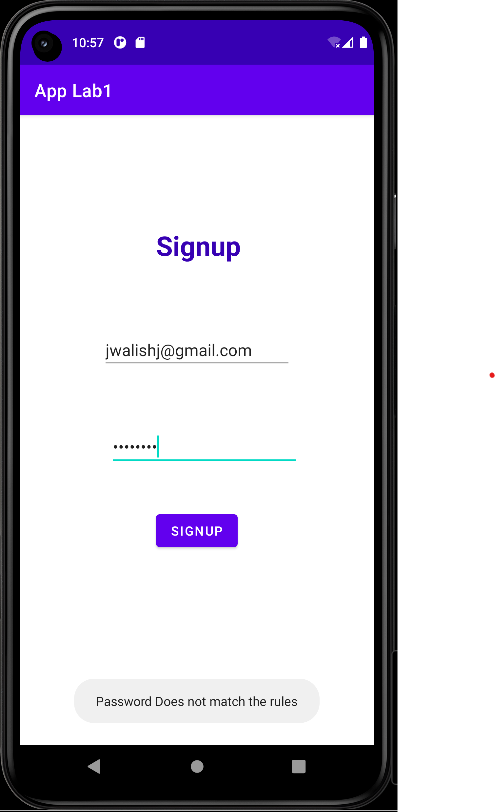 10:57
App Lab1
Signup
jwalishj@gmail.com
••••••••
SIGNUP
Password Does not match the rules